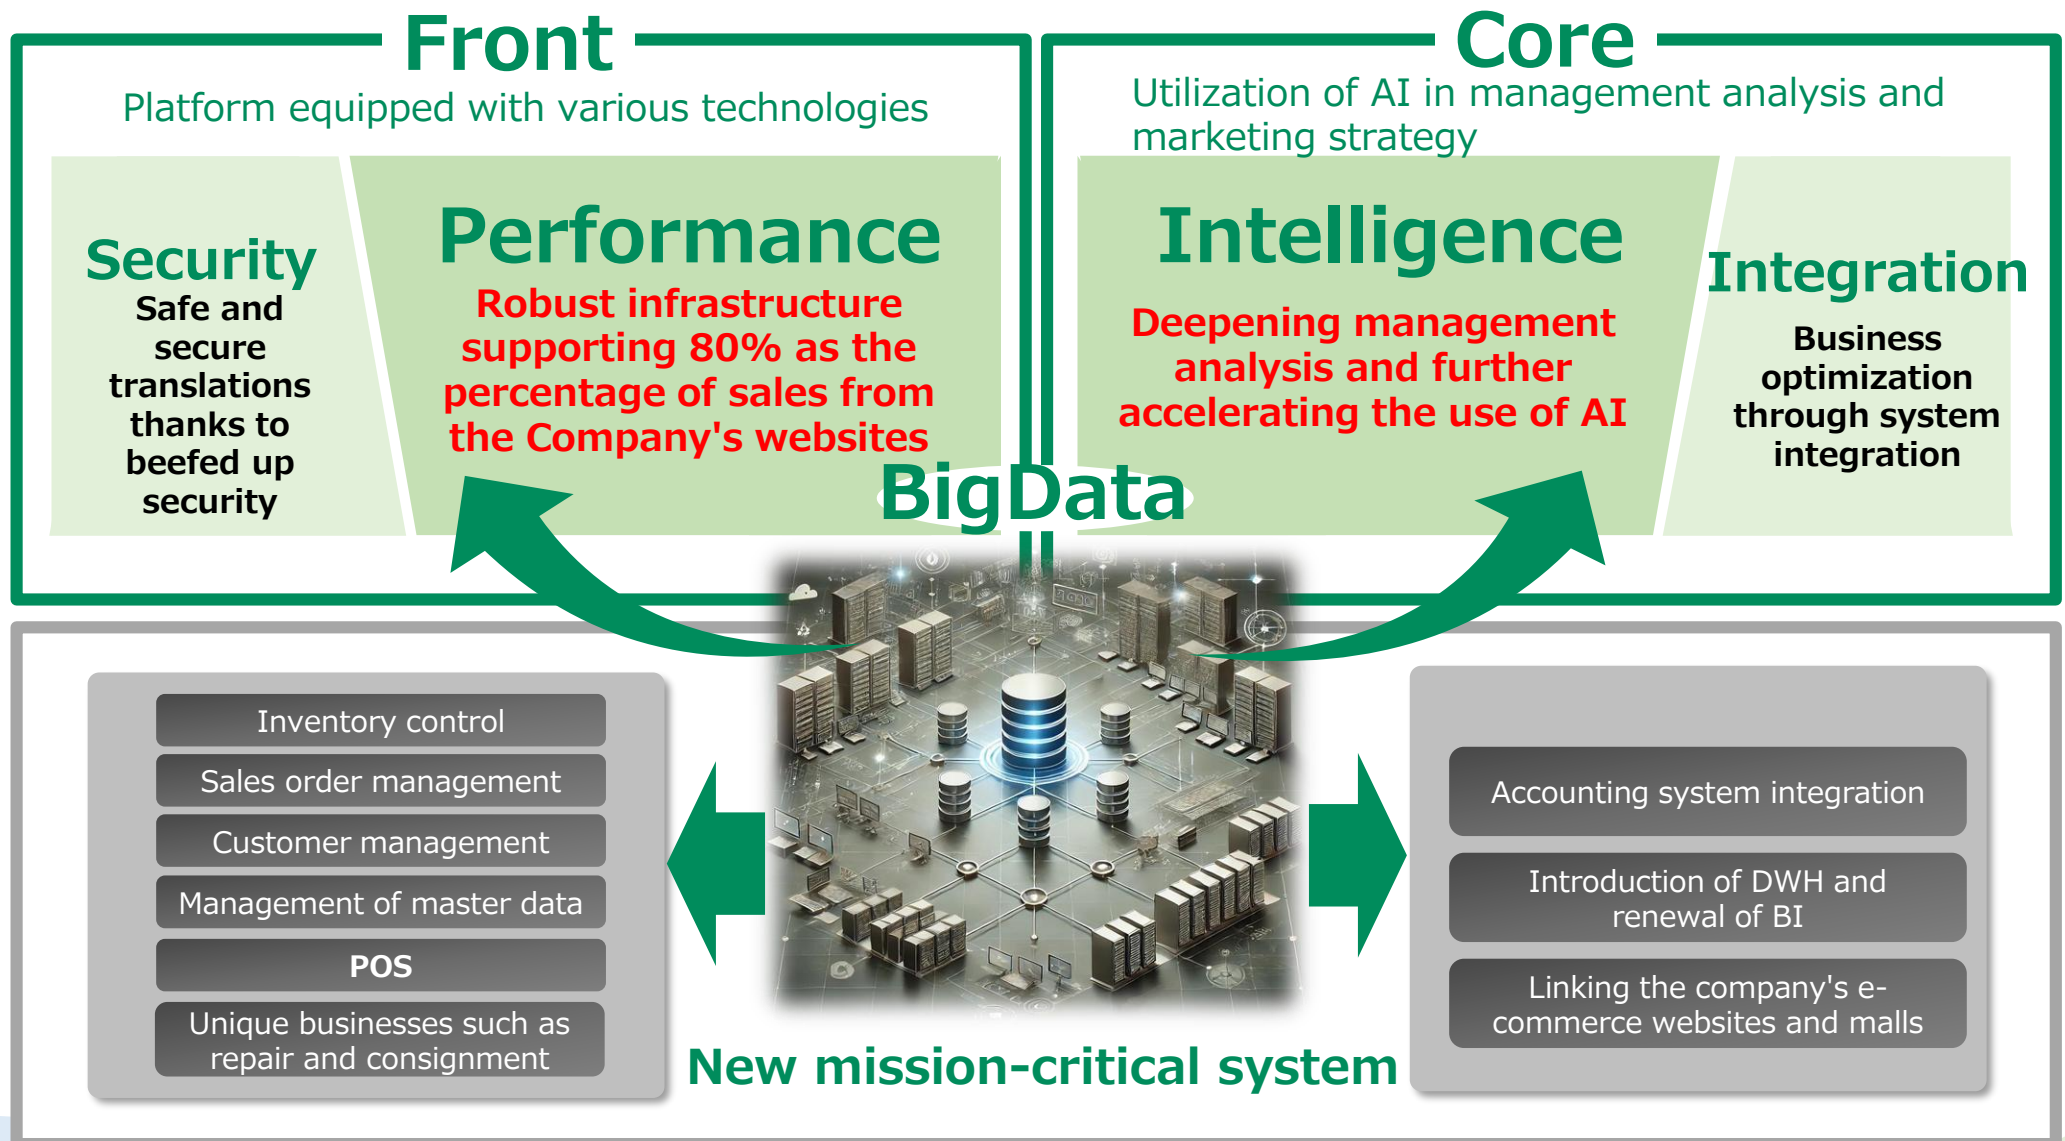 Front
Platform equipped with various technologies
Security
Safe and
secure
translations
thanks to
beefed up
security
Performance
Robust infrastructure
supporting 80% as the
percentage of sales from
the Company's websites
Core
Utilization of AI in management analysis and
marketing strategy
Intelligence
Deepening management
analysis and further
accelerating the use of AI
Integration
Business
optimization
through system
integration
BigData
Inventory control
Sales order management
Customer management
Management of master data
POS
Unique businesses such as
repair and consignment
New mission-critical system
Accounting system integration
Introduction of DWH and
renewal of BI
Linking the company's e-
commerce websites and malls